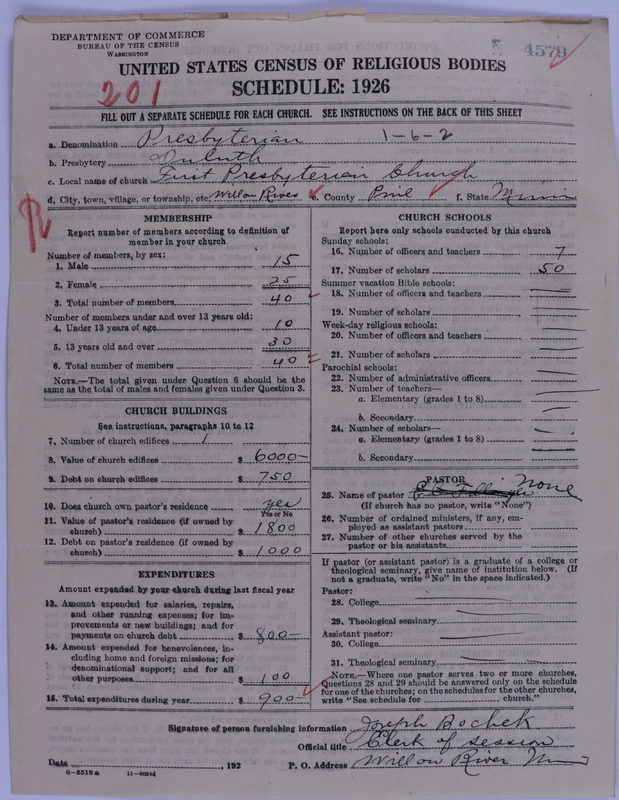 DEPARTMENT OF COMMERCE
BUREAU OF THE CENSUS
WASHINGTON
4579
UNITED STATES CENSUS OF RELIGIOUS BODIES
201
SCHEDULE: 1926
FILL OUT A SEPARATE SCHEDULE FOR EACH CHURCH. SEE INSTRUCTIONS ON THE BACK OF THIS SHEET
a. Denomination Presbyterian 1-6-2
b. Presbytery Duluth
c. Local name of church First Presbyterian Church
d. City, town, village, or township, etc. Willow River e. County Pine f. State Minn
MEMBERSHIP
Report number of members according to definition of
member in your church
Number of members, by sex:
1. Male 15
2. Female 25
3. Total number of members 40
Number of members under and over 13 years old:
4. Under 13 years of age 10
5. 13 years old and over 30
6. Total number of members 40
NOTE.—The total given under Question 6 should be the
same as the total of males and females given under Question 3.
CHURCH BUILDINGS
See instructions, paragraphs 10 to 12
7. Number of church edifices 1
8. Value of church edifices $ 6000-
9. Debt on church edifices $ 750
10. Does church own pastor's residence yes
Yes or No
11. Value of pastor's residence (if owned by
church) $ 1800
12. Debt on pastor's residence (if owned by
church) $ 1000
EXPENDITURES
Amount expended by your church during last fiscal year
13. Amount expended for salaries, repairs,
and other running expenses; for im-
provements or new buildings; and for
payments on church debt $ 800-
14. Amount expended for benevolences, in-
cluding home and foreign missions; for
denominational support; and for all
other purposes $ 100
15. Total expenditures during year $ 900-
CHURCH SCHOOLS
Report here only schools conducted by this church
Sunday schools:
16. Number of officers and teachers 7
17. Number of scholars 50
Summer vacation Bible schools:
18. Number of officers and teachers
19. Number of scholars
Week-day religious schools:
20. Number of officers and teachers
21. Number of scholars
Parochial schools:
22. Number of administrative officers
23. Number of teachers—
a. Elementary (grades 1 to 8)
b. Secondary
24. Number of scholars—
a. Elementary (grades 1 to 8)
b. Secondary
PASTOR
25. Name of pastor None
(If church has no pastor, write "None")
26. Number of ordained ministers, if any, em-
ployed as assistant pastors
27. Number of other churches served by the
pastor or his assistants
If pastor (or assistant pastor) is a graduate of a college or
theological seminary, give name of institution below. (If
not a graduate, write "No" in the space indicated.)
Pastor:
28. College
29. Theological seminary
Assistant pastor:
30. College
31. Theological seminary
NOTE.—Where one pastor serves two or more churches,
Questions 28 and 29 should be answered only on the schedule
for one of the churches; on the schedules for the other churches,
write "See schedule for church."
Signature of person furnishing information Joseph Bochek
Official title Clerk of session
Date , 192 P. O. Address Willow River Minn
8-5518 a